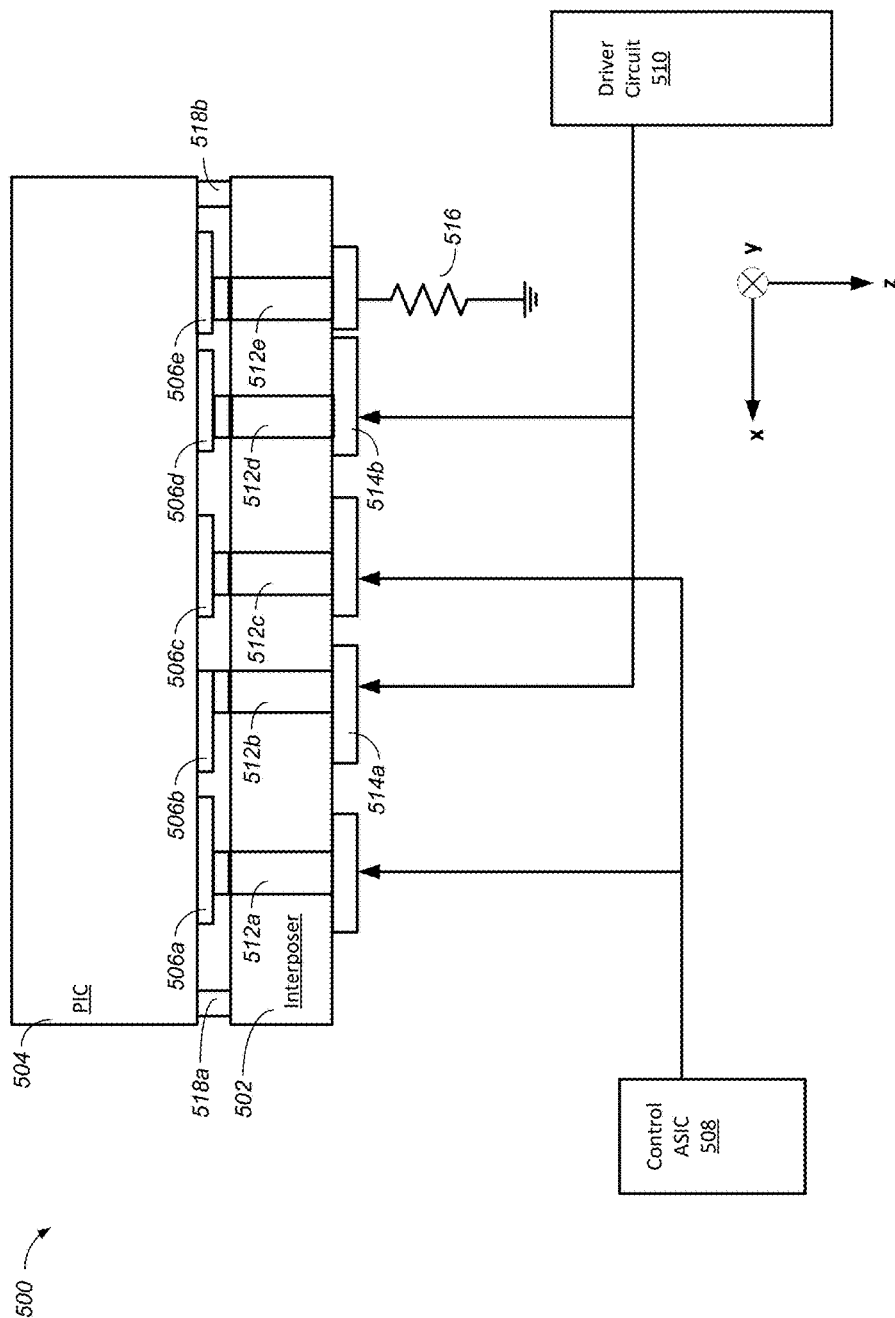 500
504
PIC
518a
502
Interposer
506a
506b
506c
506d
506e
518b
512a
512b
512c
512d
512e
514a
514b
516
Control
ASIC
508
Driver
Circuit
510
x
y
z